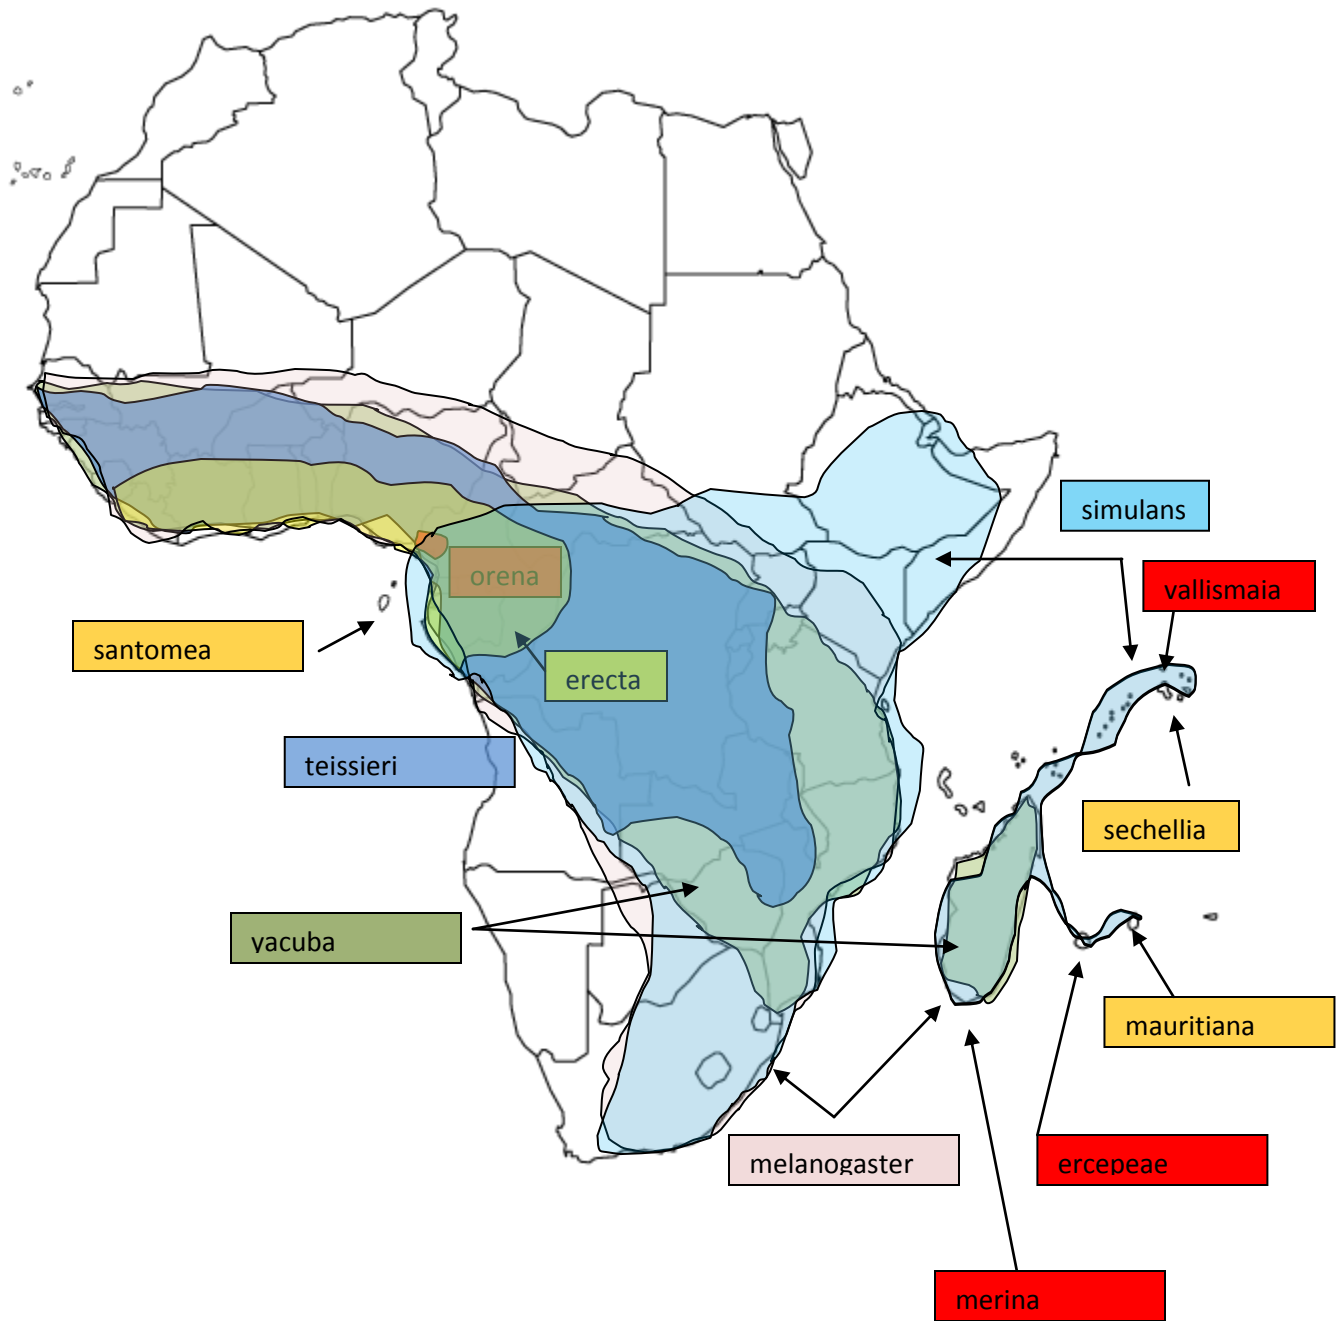 simulans
vallismaia
orena
santomea
erecta
teissieri
sechellia
yacuba
mauritiana
melanogaster
ercepeae
merina